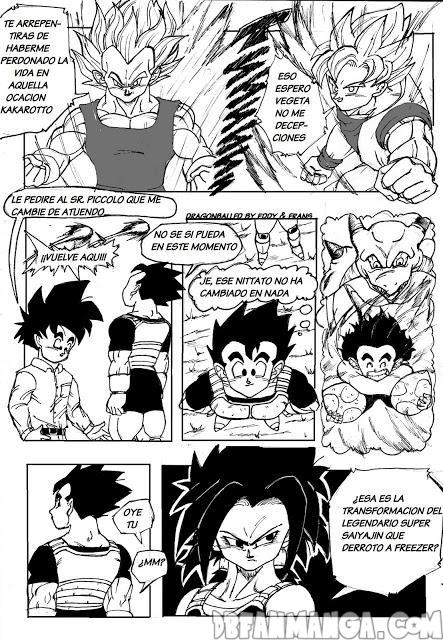 TE ARREPEN-
TIRAS DE
HABERME
PERDONADO LA
VIDA EN
AQUELLA
OCACION
KAKAROTTO
ESO
ESPERO
VEGETA
NO ME
DECEP-
CIONES
LE PEDIRE AL SR. PICCOLO QUE ME
CAMBIE DE ATUENDO
DRAGONBALLED BY EDDY & FRANS
¡¡VUELVE AQUI!!!
NO SE SI PUEDA
EN ESTE MOMENTO
JE, ESE NITTATO NO HA
CAMBIADO EN NADA
OYE
TU
¿MM?
¿ESA ES LA
TRANSFORMACION DEL
LEGENDARIO SUPER
SAIYAJIN QUE
DERROTO A FREEZER?
DBFANMANGA.COM